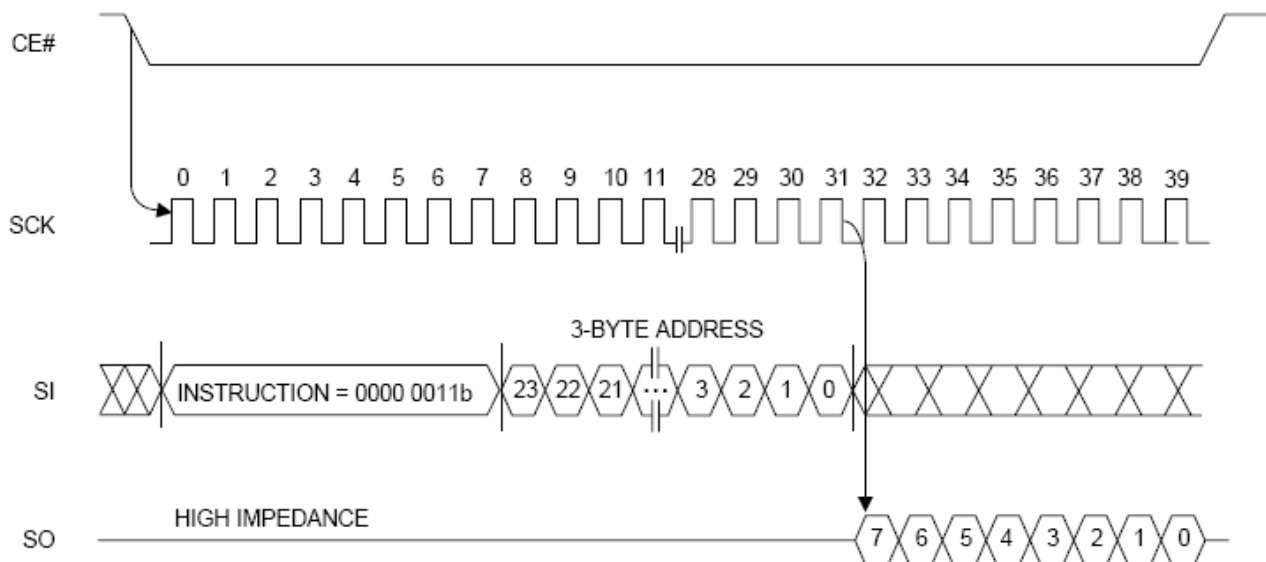 CE#
0 1 2 3 4 5 6 7 8 9 10 11 28 29 30 31 32 33 34 35 36 37 38 39
SCK
3-BYTE ADDRESS
SI INSTRUCTION = 0000 0011b 23 22 21 ... 3 2 1 0
HIGH IMPEDANCE
SO 7 6 5 4 3 2 1 0